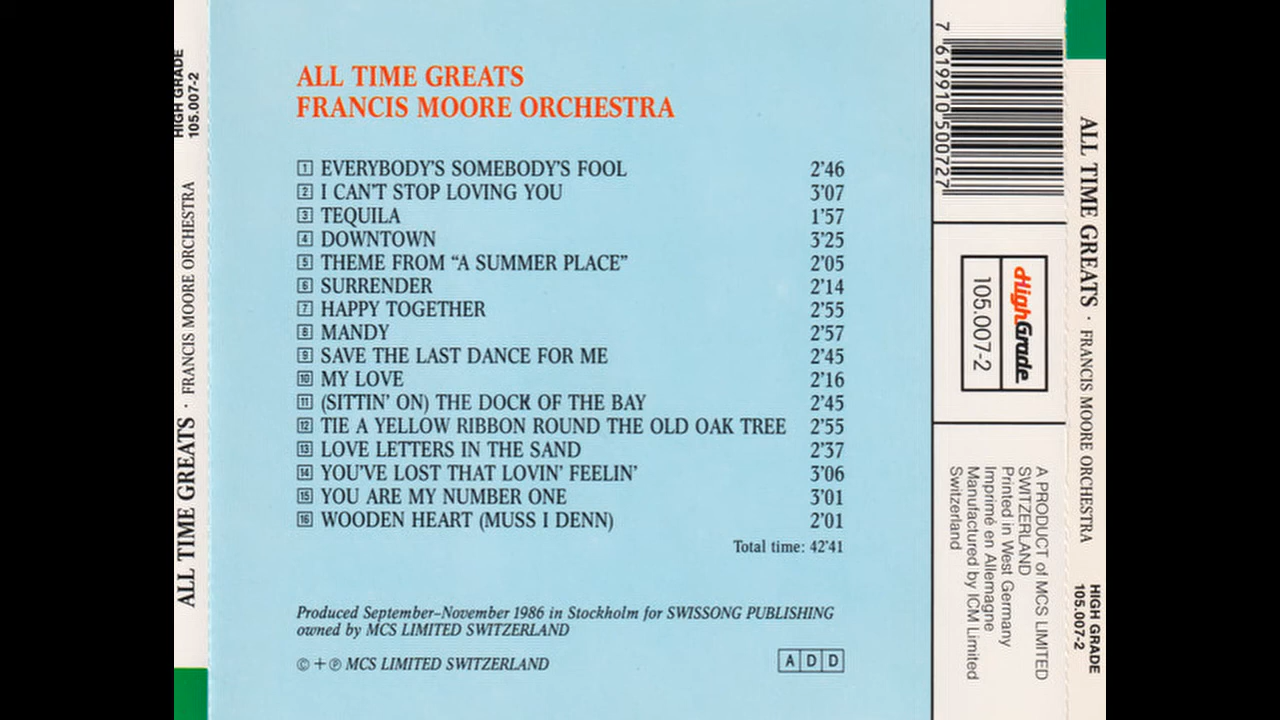 HIGH GRADE
105.007-2
ALL TIME GREATS · FRANCIS MOORE ORCHESTRA
ALL TIME GREATS
FRANCIS MOORE ORCHESTRA
1 EVERYBODY'S SOMEBODY'S FOOL 2'46
2 I CAN'T STOP LOVING YOU 3'07
3 TEQUILA 1'57
4 DOWNTOWN 3'25
5 THEME FROM “A SUMMER PLACE” 2'05
6 SURRENDER 2'14
7 HAPPY TOGETHER 2'55
8 MANDY 2'57
9 SAVE THE LAST DANCE FOR ME 2'45
10 MY LOVE 2'16
11 (SITTIN' ON) THE DOCK OF THE BAY 2'45
12 TIE A YELLOW RIBBON ROUND THE OLD OAK TREE 2'55
13 LOVE LETTERS IN THE SAND 2'37
14 YOU'VE LOST THAT LOVIN' FEELIN' 3'06
15 YOU ARE MY NUMBER ONE 3'01
16 WOODEN HEART (MUSS I DENN) 2'01
Total time: 42'41
Produced September–November 1986 in Stockholm for SWISSONG PUBLISHING
owned by MCS LIMITED SWITZERLAND
© + ℗ MCS LIMITED SWITZERLAND
A D D
7 619910 500727
HighGrade
105.007-2
A PRODUCT of MCS LIMITED
SWITZERLAND
Printed in West Germany
Imprimé en Allemagne
Manufactured by ICM Limited
Switzerland
ALL TIME GREATS · FRANCIS MOORE ORCHESTRA
HIGH GRADE
105.007-2